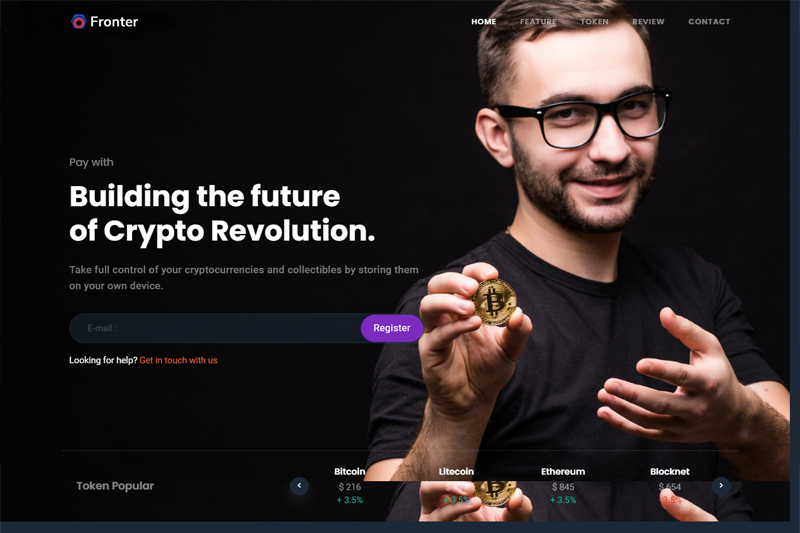 Fronter
HOME FEATURE TOKEN REVIEW CONTACT
Pay with
Building the future
of Crypto Revolution.
Take full control of your cryptocurrencies and collectibles by storing them
on your own device.
E-mail :
Register
Looking for help? Get in touch with us
Token Popular
Bitcoin
$ 216
+ 3.5%
Litecoin
+ 3.5%
Ethereum
$ 845
+ 3.5%
Blocknet
$ 654